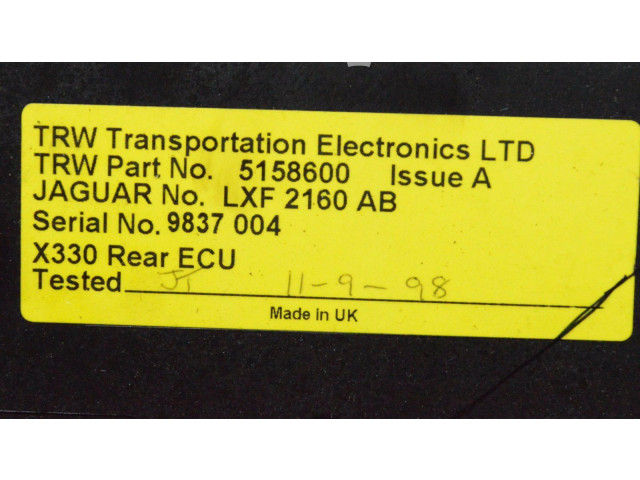 TRW Transportation Electronics LTD
TRW Part No. 5158600 Issue A
JAGUAR No. LXF 2160 AB
Serial No. 9837 004
X330 Rear ECU
Tested JT 11-9-98
Made in UK